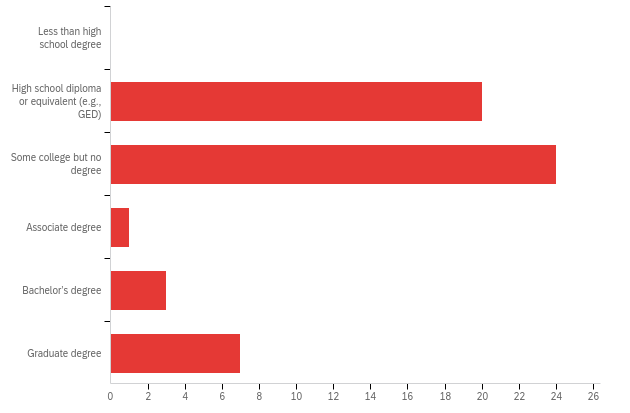 Less than high
school degree
High school diploma
or equivalent (e.g.,
GED)
Some college but no
degree
Associate degree
Bachelor's degree
Graduate degree
0 2 4 6 8 10 12 14 16 18 20 22 24 26